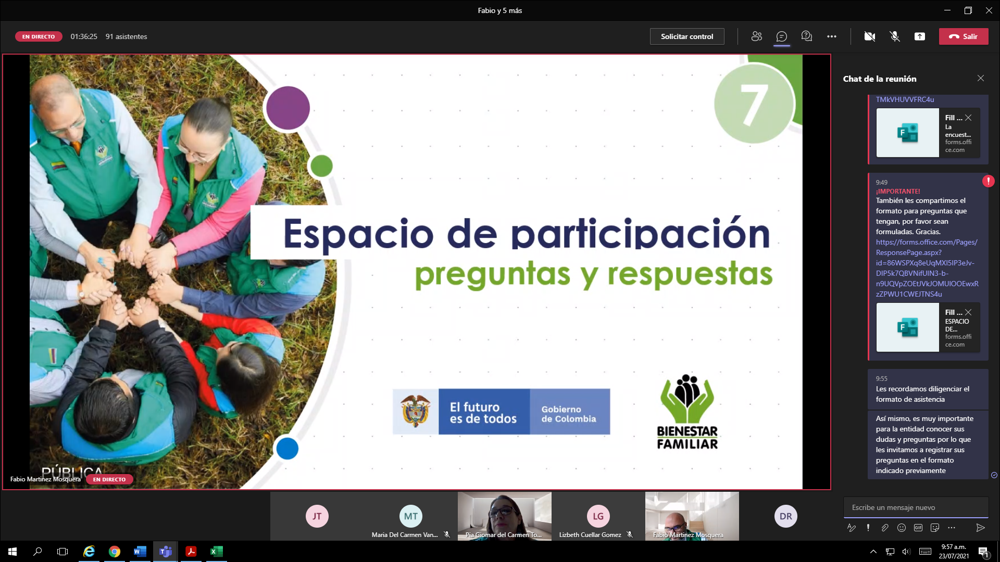 Fabio y 5 más
EN DIRECTO
01:36:25
91 asistentes
Solicitar control
Salir
7
Espacio de participación
preguntas y respuestas
El futuro
es de todos
Gobierno
de Colombia
BIENESTAR
FAMILIAR
PÚBLICA
Fabio Martinez Mosquera
EN DIRECTO
Chat de la reunión
TMkVHUVVFRC4u
Fill ...
La
encuest...
forms.offi
ce.com
9:49
¡IMPORTANTE!
También les compartimos el
formato para preguntas que
tengan, por favor sean
formuladas. Gracias.
https://forms.office.com/Pages/
ResponsePage.aspx?
id=86WSPXq8eUqMXI5IP3eJv-
DIP5k7QBVNifUIN3-b-
n9UQVpZOEtJVkJOMUlOOEwxR
zZPWU1CWEJTNS4u
Fill ...
ESPACIO
DE...
forms.offi
ce.com
9:55
Les recordamos diligenciar el
formato de asistencia
Así mismo, es muy importante
para la entidad conocer sus
dudas y preguntas por lo que
les invitamos a registrar sus
preguntas en el formato
indicado previamente
Escribe un mensaje nuevo
GIF
JT
MT
Maria Del Carmen Van...
Pia Giomar del Carmen To...
LG
Lizbeth Cuellar Gomez
Fabio Martinez Mosquera
DR
9:57 a.m.
23/07/2021
1